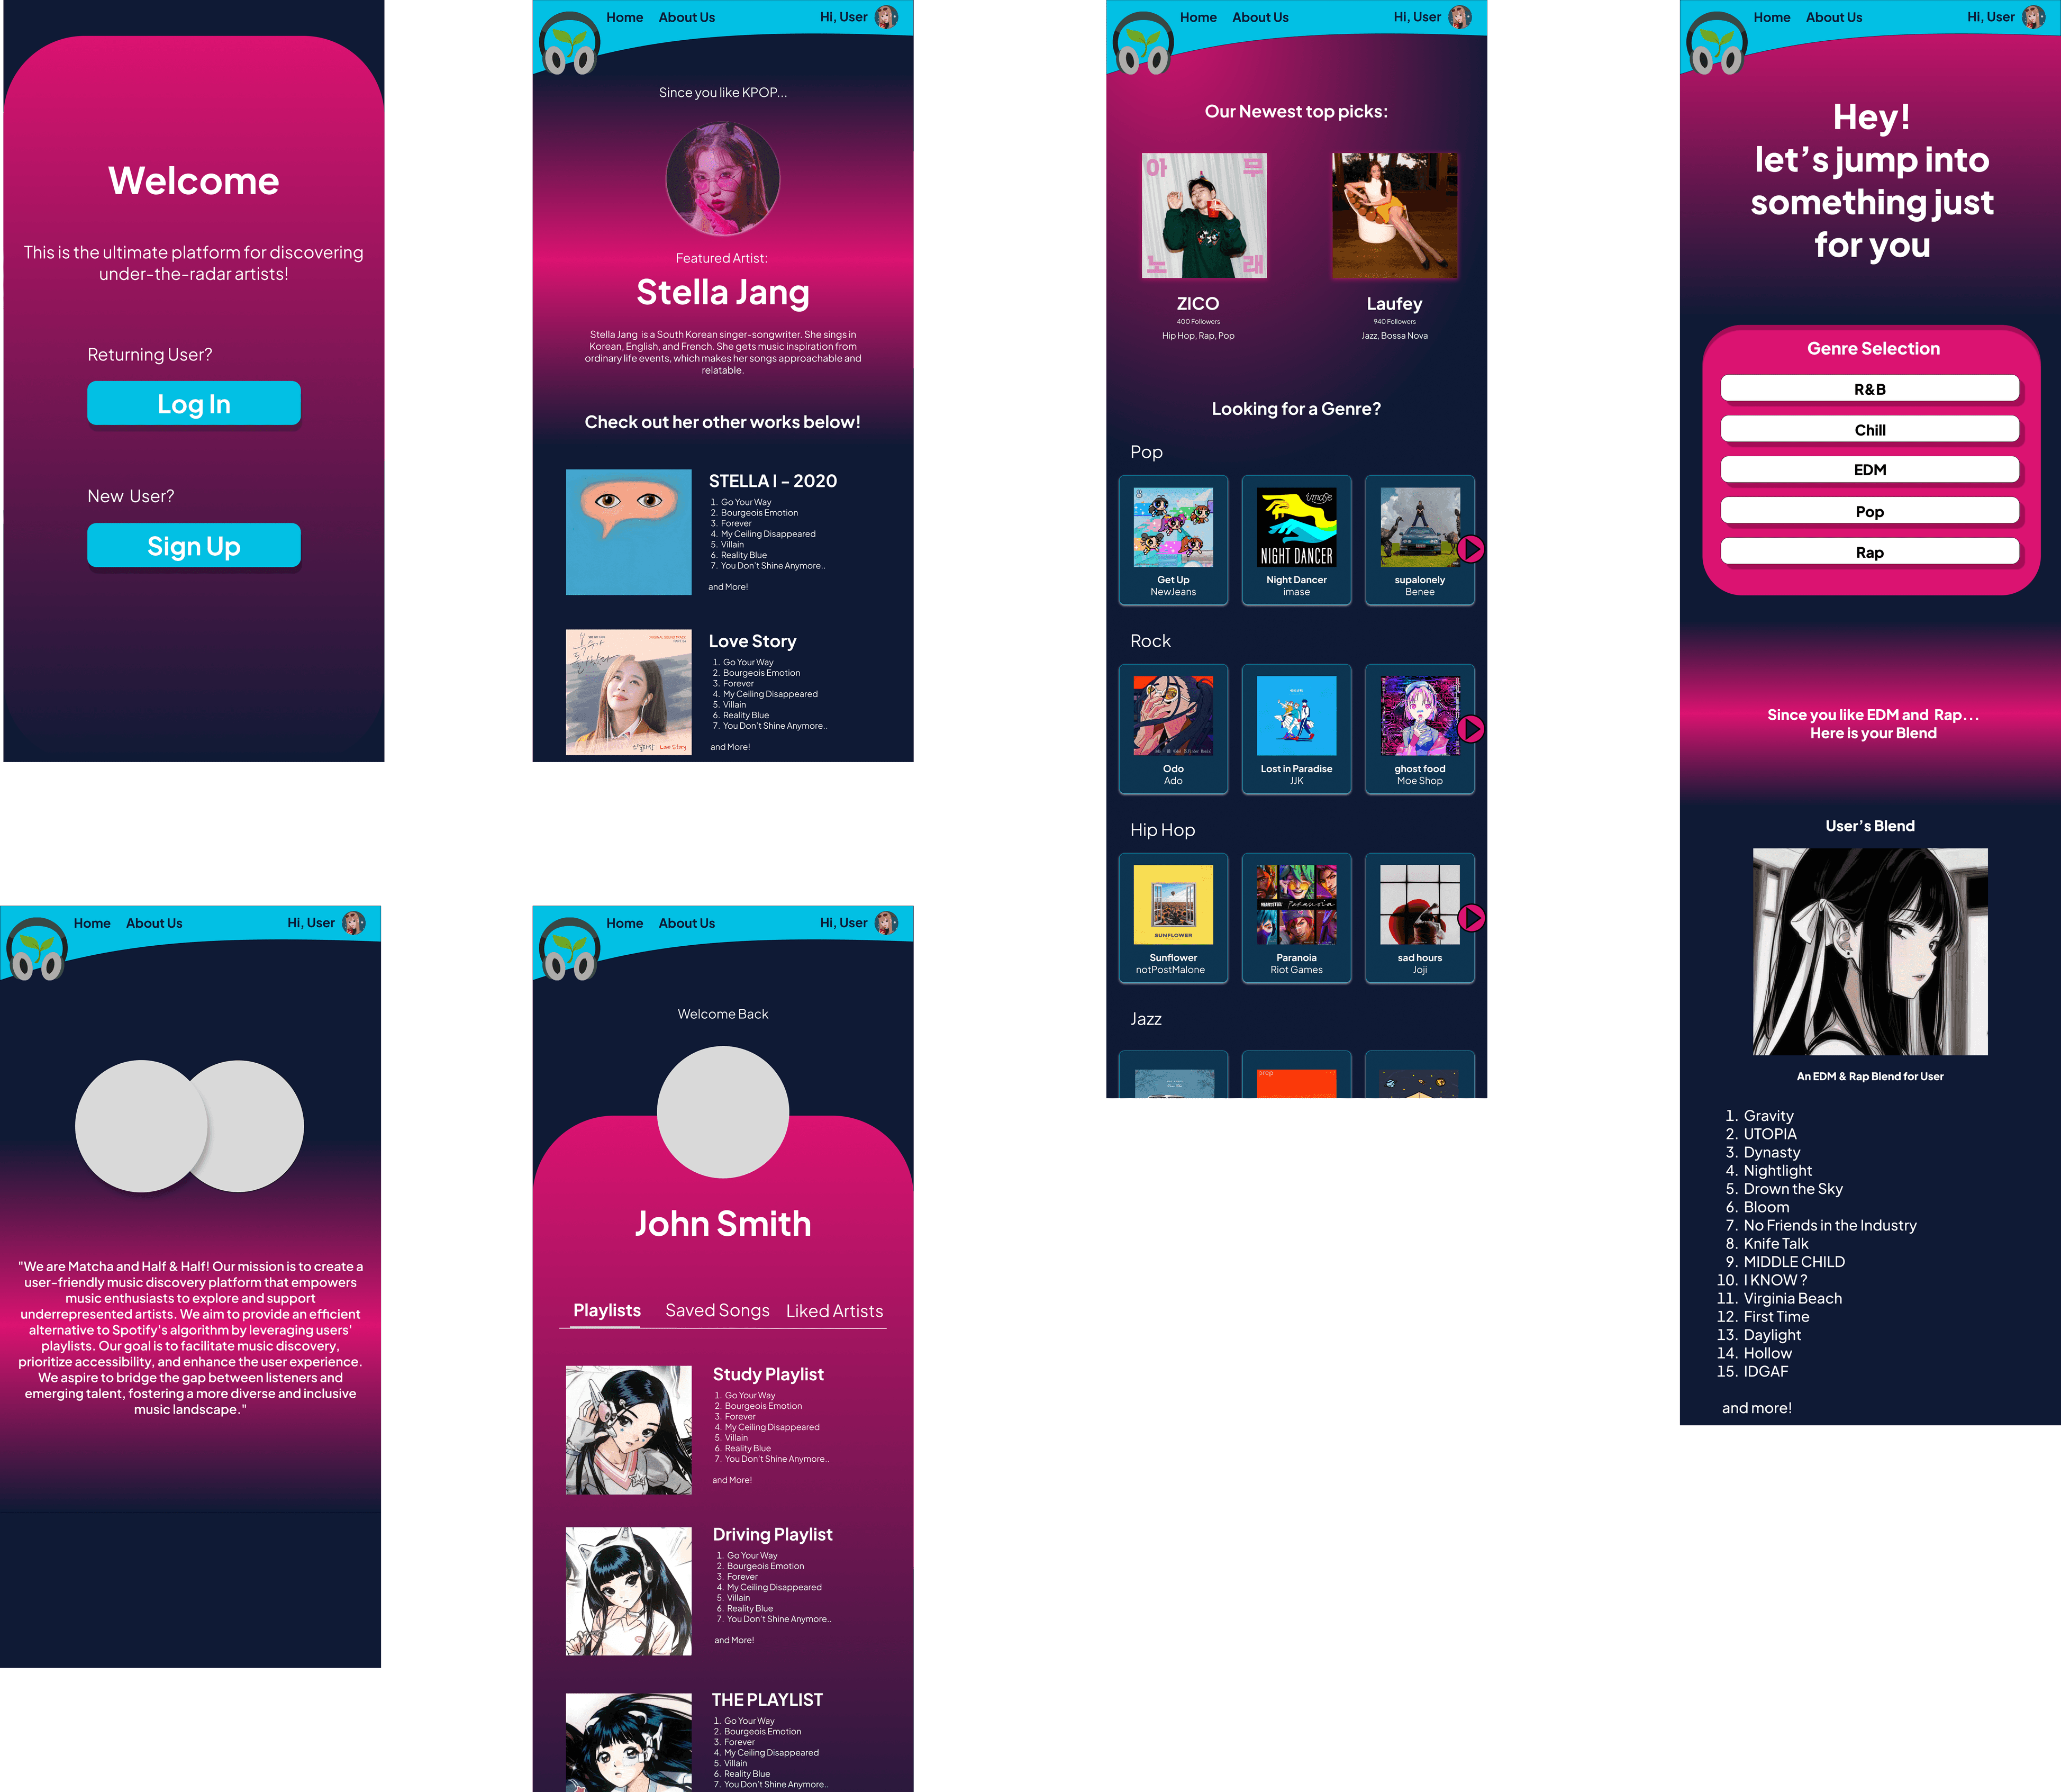 Welcome
This is the ultimate platform for discovering
under-the-radar artists!
Returning User?
Log In
New User?
Sign Up
Home
About Us
Hi, User
Since you like KPOP...
Featured Artist:
Stella Jang
Stella Jang is a South Korean singer-songwriter. She sings in
Korean, English, and French. She gets music inspiration from
ordinary life events, which makes her songs approachable and
relatable.
Check out her other works below!
STELLA I - 2020
1. Go Your Way
2. Bourgeois Emotion
3. Forever
4. My Ceiling Disappeared
5. Villain
6. Reality Blue
7. You Don't Shine Anymore..
and More!
Love Story
1. Go Your Way
2. Bourgeois Emotion
3. Forever
4. My Ceiling Disappeared
5. Villain
6. Reality Blue
7. You Don't Shine Anymore..
and More!
Love Story
Home
About Us
Hi, User
Our Newest top picks:
아무
노래
ZICO
400 Followers
Hip Hop, Rap, Pop
Laufey
940 Followers
Jazz, Bossa Nova
Looking for a Genre?
Pop
Get Up
NewJeans
imase
NIGHT DANCER
Night Dancer
imase
supalonely
Benee
Rock
Odo
Ado
Lost in Paradise
JJK
ghost food
Moe Shop
Hip Hop
SUNFLOWER
Sunflower
notPostMalone
HEARTSTEEL
Paranoia
Paranoia
Riot Games
sad hours
Joji
Jazz
prep
Home
About Us
Hi, User
Hey!
let's jump into
something just
for you
Genre Selection
R&B
Chill
EDM
Pop
Rap
Since you like EDM and Rap...
Here is your Blend
User's Blend
An EDM & Rap Blend for User
1. Gravity
2. UTOPIA
3. Dynasty
4. Nightlight
5. Drown the Sky
6. Bloom
7. No Friends in the Industry
8. Knife Talk
9. MIDDLE CHILD
10. I KNOW ?
11. Virginia Beach
12. First Time
13. Daylight
14. Hollow
15. IDGAF
and more!
Home
About Us
Hi, User
"We are Matcha and Half & Half! Our mission is to create a
user-friendly music discovery platform that empowers
music enthusiasts to explore and support
underrepresented artists. We aim to provide an efficient
alternative to Spotify's algorithm by leveraging users'
playlists. Our goal is to facilitate music discovery,
prioritize accessibility, and enhance the user experience.
We aspire to bridge the gap between listeners and
emerging talent, fostering a more diverse and inclusive
music landscape."
Home
About Us
Hi, User
Welcome Back
John Smith
Playlists
Saved Songs
Liked Artists
Study Playlist
1. Go Your Way
2. Bourgeois Emotion
3. Forever
4. My Ceiling Disappeared
5. Villain
6. Reality Blue
7. You Don't Shine Anymore..
and More!
Driving Playlist
1. Go Your Way
2. Bourgeois Emotion
3. Forever
4. My Ceiling Disappeared
5. Villain
6. Reality Blue
7. You Don't Shine Anymore..
and More!
THE PLAYLIST
1. Go Your Way
2. Bourgeois Emotion
3. Forever
4. My Ceiling Disappeared
5. Villain
6. Reality Blue
7. You Don't Shine Anymore..